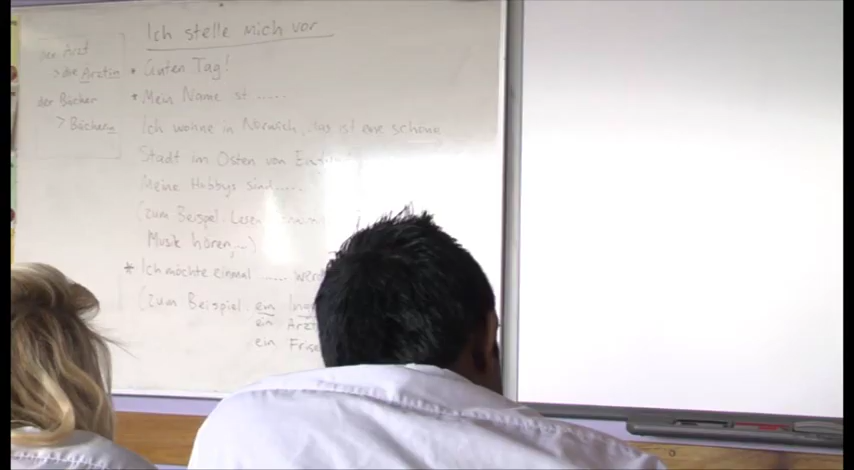 Ich stelle mich vor
der Arzt
> die Ärztin
der Bäcker
> Bäckerin
* Guten Tag!
* Mein Name ist .....
Ich wohne in Norwich, das ist eine schöne
Stadt im Osten von
Meine Hobbys sind.....
(zum Beispiel: Lesen
Musik hören, ...)
* Ich möchte einmal ..... werden
(zum Beispiel: ein
ein Arzt
ein